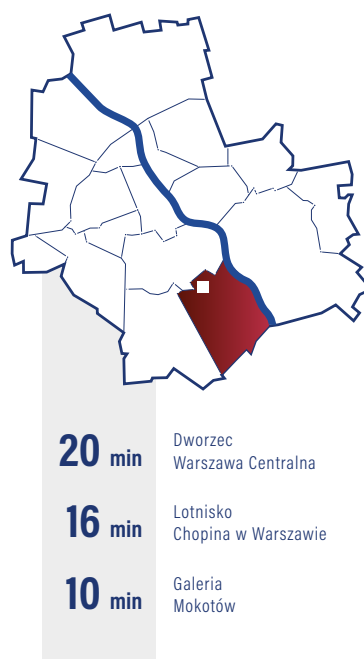 20 min
Dworzec
Warszawa Centralna
16 min
Lotnisko
Chopina w Warszawie
10 min
Galeria
Mokotów